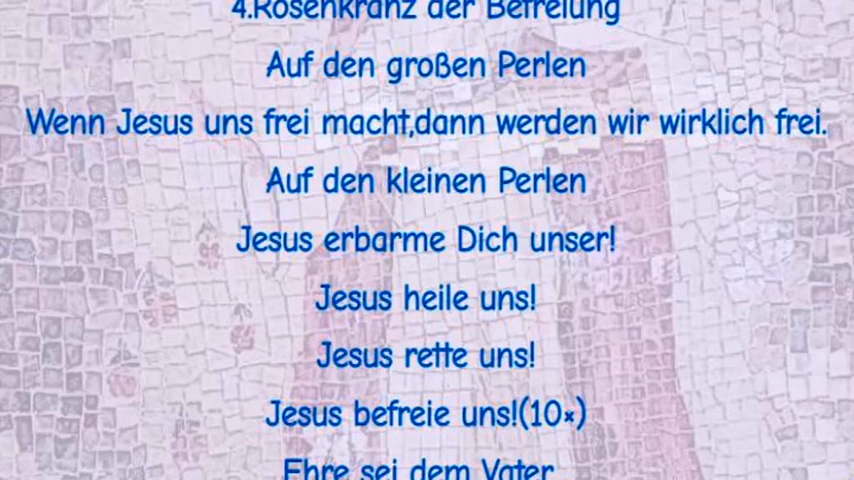 4.Rosenkranz der Befreiung
Auf den großen Perlen
Wenn Jesus uns frei macht,dann werden wir wirklich frei.
Auf den kleinen Perlen
Jesus erbarme Dich unser!
Jesus heile uns!
Jesus rette uns!
Jesus befreie uns!(10×)
Ehre sei dem Vater